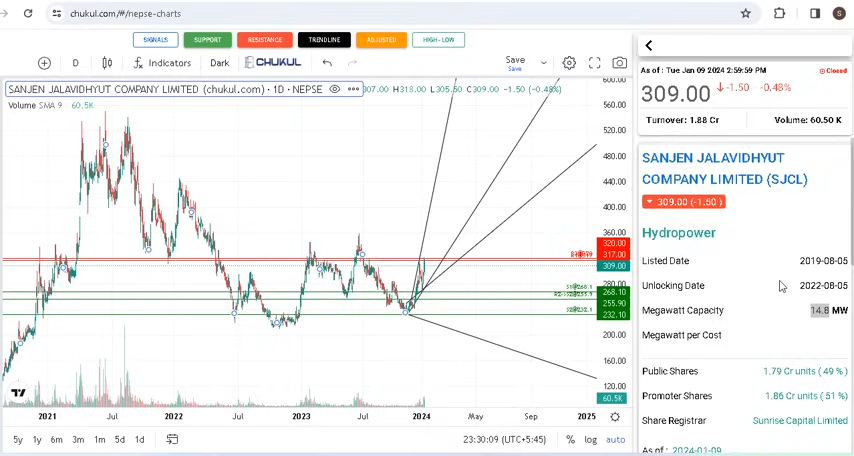 chukul.com/#/nepse-charts
S
SIGNALS
SUPPORT
RESISTANCE
TRENDLINE
ADJUSTED
HIGH-LOW
D
Indicators
Dark
CHUKUL
Save
Save
SANJEN JALAVIDHYUT COMPANY LIMITED (chukul.com) · 1D · NEPSE
307.00 H318.00 L305.50 C309.00 -1.50 (-0.48%)
Volume SMA 9 60.5K
600.00
560.00
520.00
480.00
440.00
400.00
360.00
320.00
317.00
309.00
280.00
268.10
255.90
232.10
200.00
160.00
120.00
60.5K
2021
Jul
2022
Jul
2023
Jul
2024
May
Sep
2025
5y
1y
6m
3m
1m
5d
1d
23:30:09 (UTC+5:45)
%
log
auto
As of : Tue Jan 09 2024 2:59:59 PM
Closed
309.00
-1.50 -0.48%
Turnover: 1.88 Cr
Volume: 60.50 K
SANJEN JALAVIDHYUT
COMPANY LIMITED (SJCL)
309.00 (-1.50 )
Hydropower
Listed Date 2019-08-05
Unlocking Date 2022-08-05
Megawatt Capacity 14.8 MW
Megawatt per Cost
Public Shares 1.79 Cr units ( 49 % )
Promoter Shares 1.86 Cr units ( 51 % )
Share Registrar Sunrise Capital Limited
As of : 2024-01-09